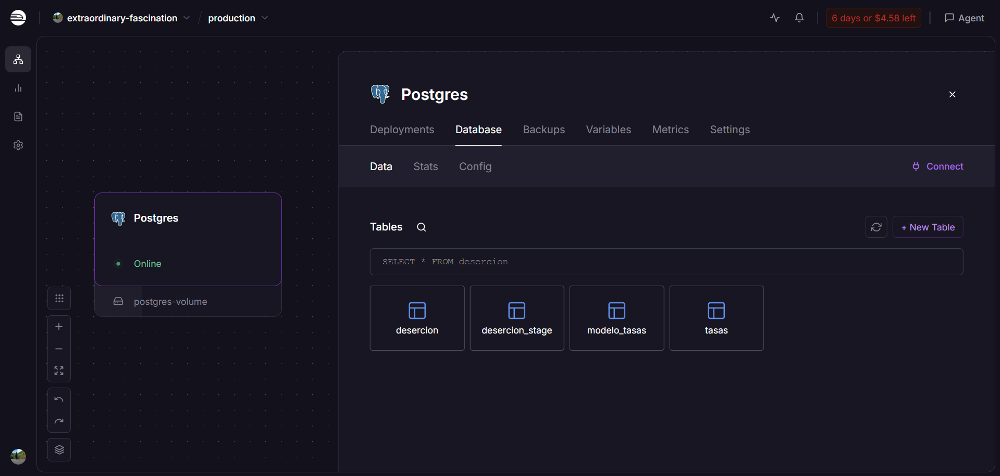 extraordinary-fascination
production
6 days or $4.58 left
Agent
Postgres
Deployments
Database
Backups
Variables
Metrics
Settings
Data
Stats
Config
Connect
Postgres
Online
postgres-volume
Tables
+ New Table
SELECT * FROM desercion
desercion
desercion_stage
modelo_tasas
tasas